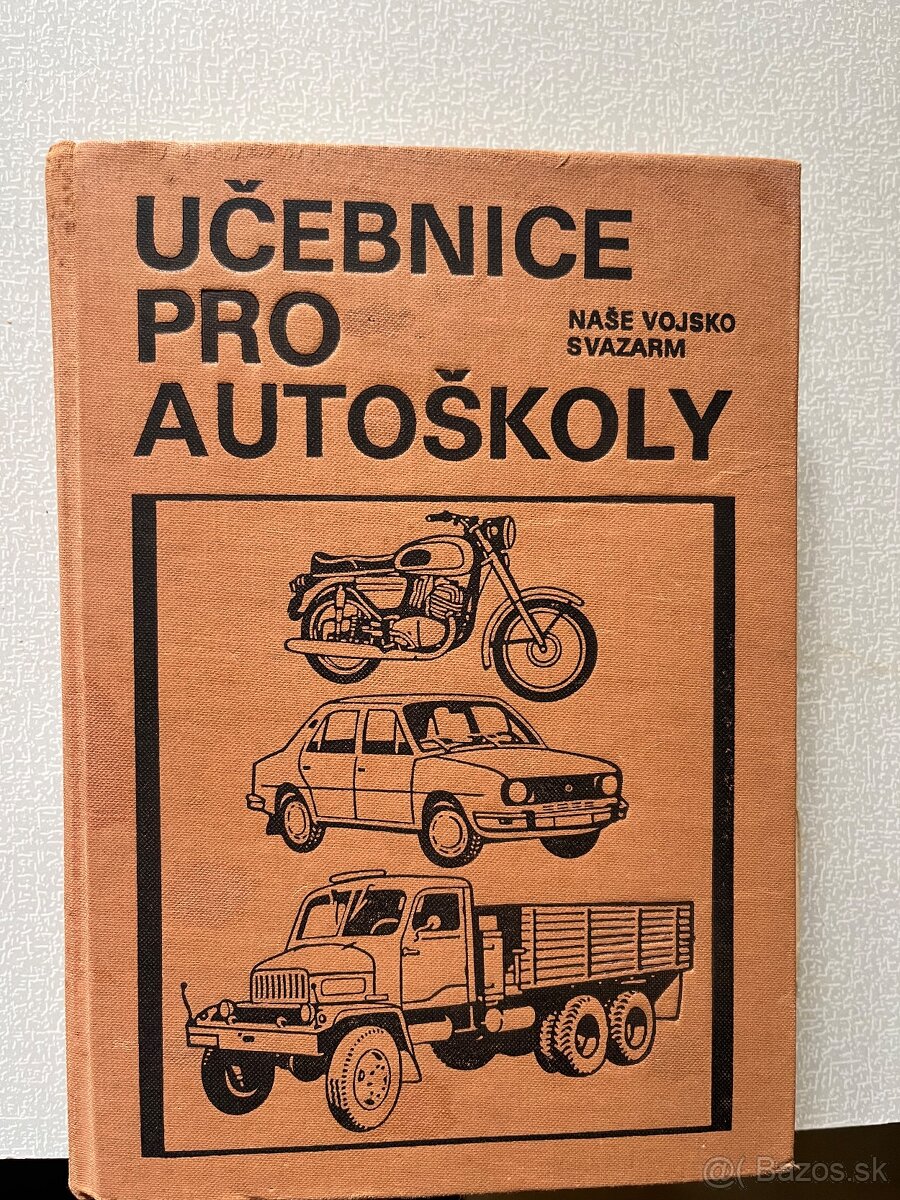 UČEBNICE
PRO
NAŠE VOJSKO
SVAZARM
AUTOŠKOLY
@( Bazos.sk